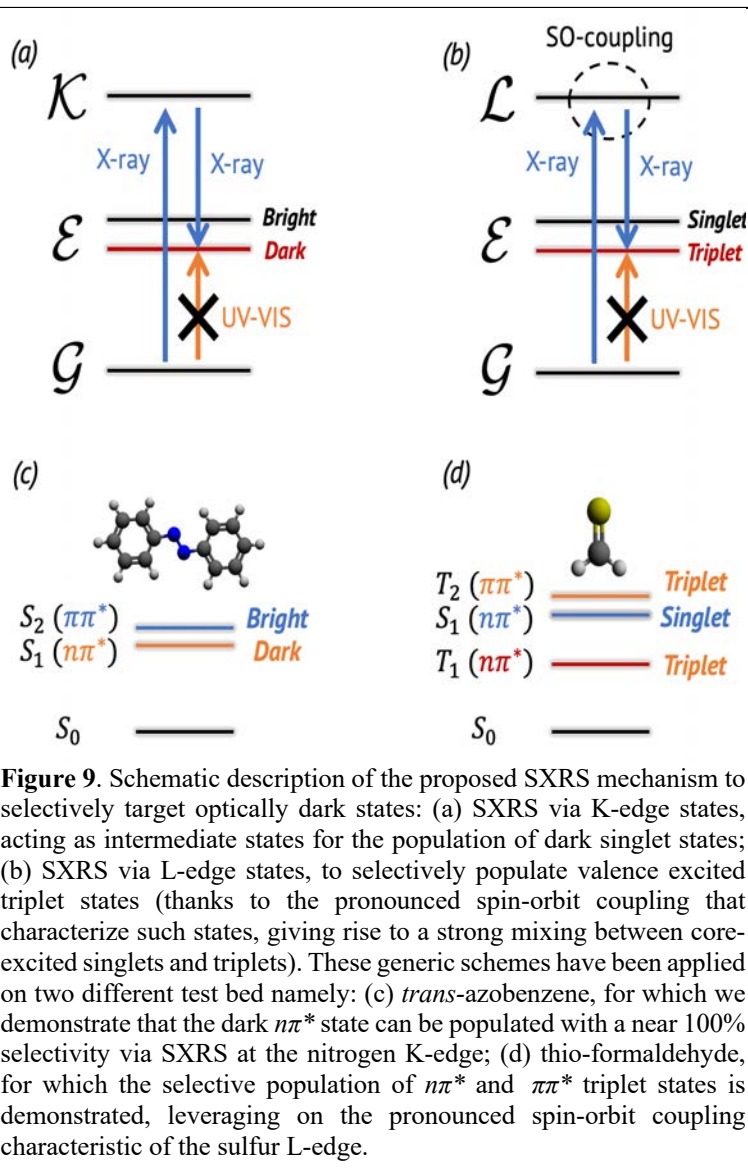 (a)
𝒦
X-ray
X-ray
ℰ
Bright
Dark
UV-VIS
𝒢
(b)
SO-coupling
ℒ
X-ray
X-ray
ℰ
Singlet
Triplet
UV-VIS
𝒢
(c)
S₂ (ππ*)
Bright
S₁ (nπ*)
Dark
S₀
(d)
T₂ (ππ*)
Triplet
S₁ (nπ*)
Singlet
T₁ (nπ*)
Triplet
S₀
Figure 9. Schematic description of the proposed SXRS mechanism to
selectively target optically dark states: (a) SXRS via K-edge states,
acting as intermediate states for the population of dark singlet states;
(b) SXRS via L-edge states, to selectively populate valence excited
triplet states (thanks to the pronounced spin-orbit coupling that
characterize such states, giving rise to a strong mixing between core-
excited singlets and triplets). These generic schemes have been applied
on two different test bed namely: (c) trans-azobenzene, for which we
demonstrate that the dark nπ* state can be populated with a near 100%
selectivity via SXRS at the nitrogen K-edge; (d) thio-formaldehyde,
for which the selective population of nπ* and ππ* triplet states is
demonstrated, leveraging on the pronounced spin-orbit coupling
characteristic of the sulfur L-edge.